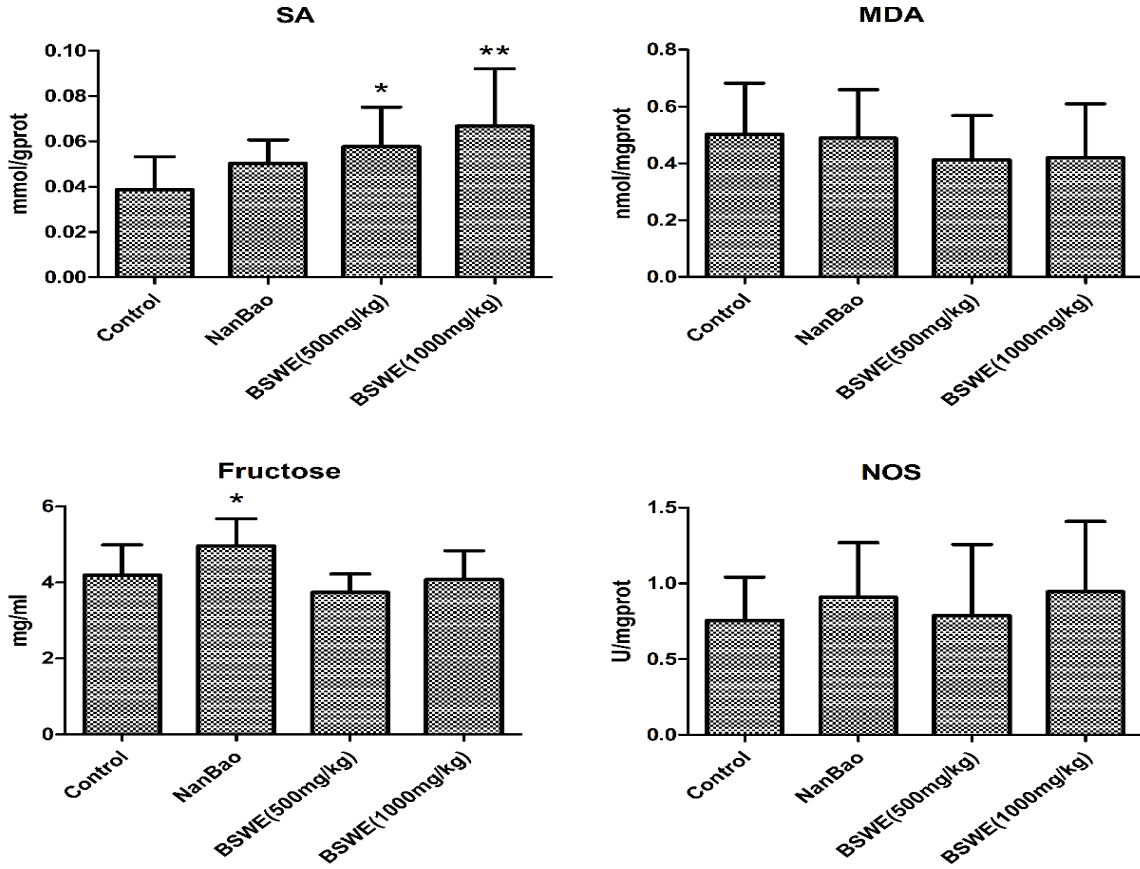 SA
**
*
0.10
0.08
0.06
0.04
0.02
0.00
mmol/gprot
Control
NanBao
BSWE(500mg/kg)
BSWE(1000mg/kg)
MDA
0.8
0.6
0.4
0.2
0.0
nmol/mgprot
Control
NanBao
BSWE(500mg/kg)
BSWE(1000mg/kg)
Fructose
*
6
4
2
0
mg/ml
Control
NanBao
BSWE(500mg/kg)
BSWE(1000mg/kg)
NOS
1.5
1.0
0.5
0.0
U/mgprot
Control
NanBao
BSWE(500mg/kg)
BSWE(1000mg/kg)